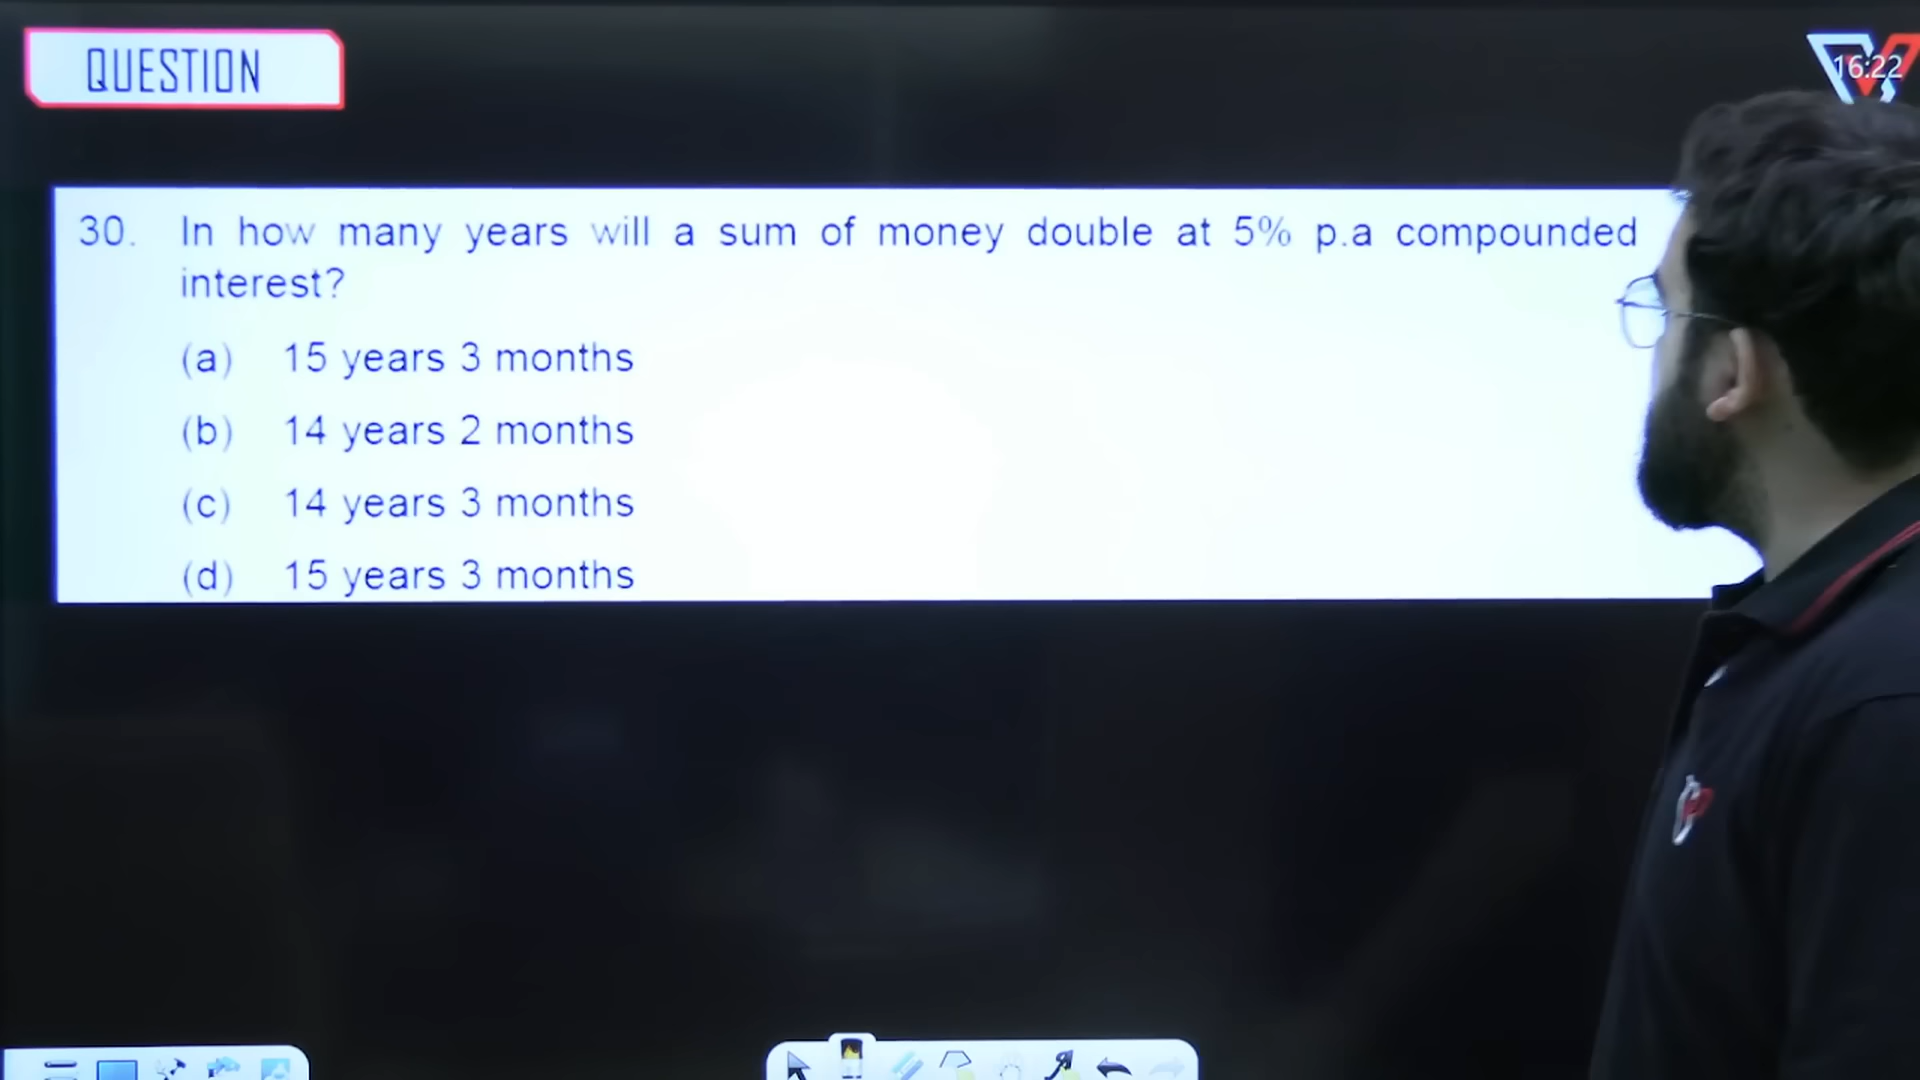 QUESTION
16:22
30. In how many years will a sum of money double at 5% p.a compounded
interest?
(a) 15 years 3 months
(b) 14 years 2 months
(c) 14 years 3 months
(d) 15 years 3 months